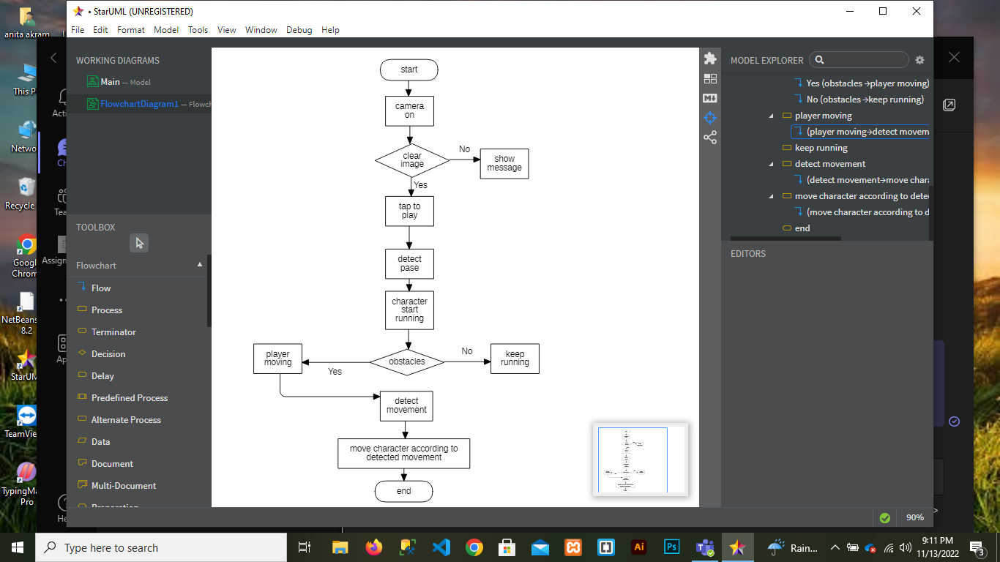 StarUML (UNREGISTERED)
File Edit Format Model Tools View Window Debug Help
anita akram
This P
Netwo
Recycle
Googl
Chrom
NetBeans
8.2
StarUM
TeamVie
TypingMa
Pro
Acti
Ch
Tea
Assign
Ap
He
WORKING DIAGRAMS
Main — Model
FlowchartDiagram1 — Flowch
TOOLBOX
Flowchart
Flow
Process
Terminator
Decision
Delay
Predefined Process
Alternate Process
Data
Document
Multi-Document
Preparation
start
camera
on
clear
image
No
show
message
Yes
tap to
play
detect
pase
character
start
running
obstacles
Yes
player
moving
No
keep
running
detect
movement
move character according to
detected movement
end
MODEL EXPLORER
Yes (obstacles →player moving)
No (obstacles →keep running)
player moving
(player moving→detect movem
keep running
detect movement
(detect movement→move chara
move character according to dete
(move character according to d
end
EDITORS
90%
Type here to search
Ai
Ps
Rain...
9:11 PM
11/13/2022
3